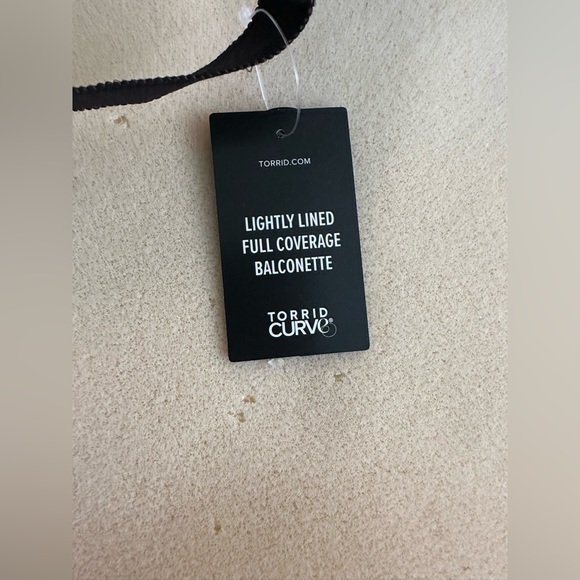 TORRID.COM
LIGHTLY LINED
FULL COVERAGE
BALCONETTE
TORRID
CURVE®